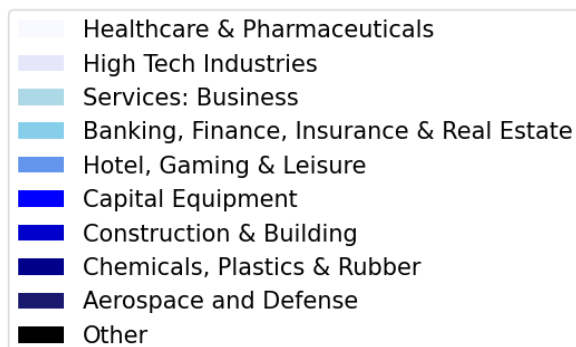 Healthcare & Pharmaceuticals
High Tech Industries
Services: Business
Banking, Finance, Insurance & Real Estate
Hotel, Gaming & Leisure
Capital Equipment
Construction & Building
Chemicals, Plastics & Rubber
Aerospace and Defense
Other